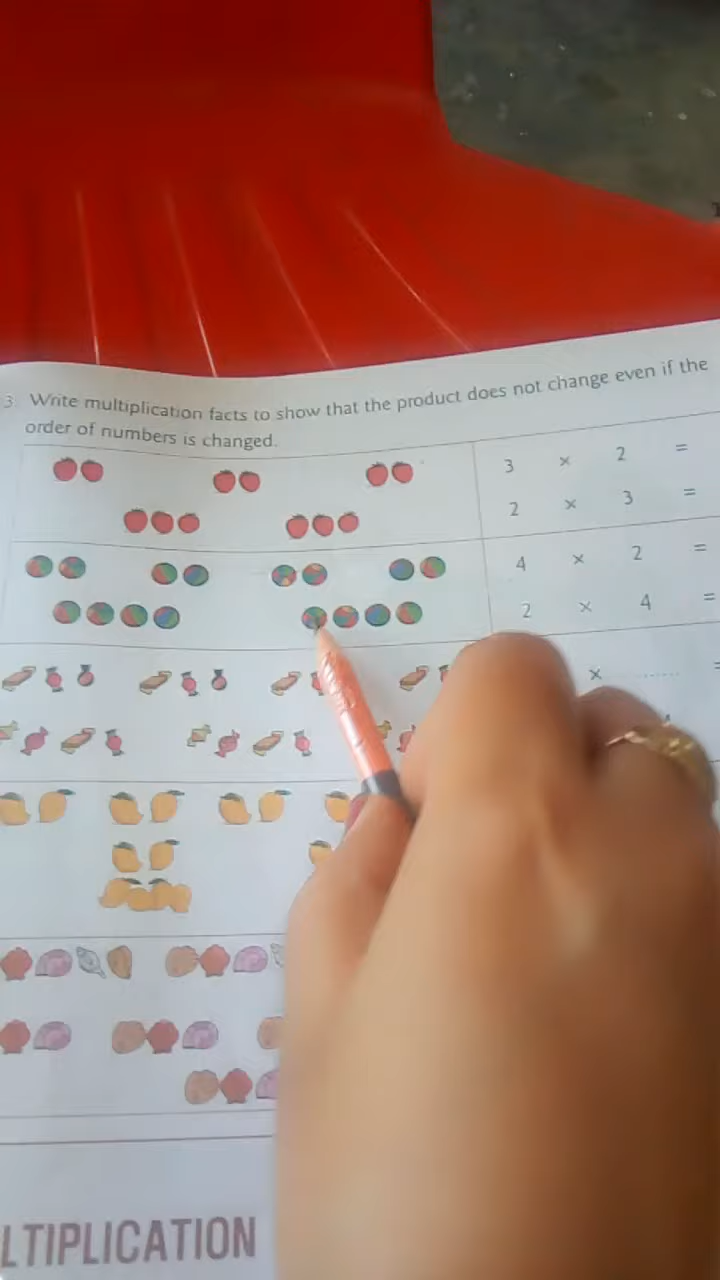 3. Write multiplication facts to show that the product does not change even if the
order of numbers is changed.
3 × 2 =
2 × 3 =
4 × 2 =
2 × 4 =
× ........ =
LTIPLICATION